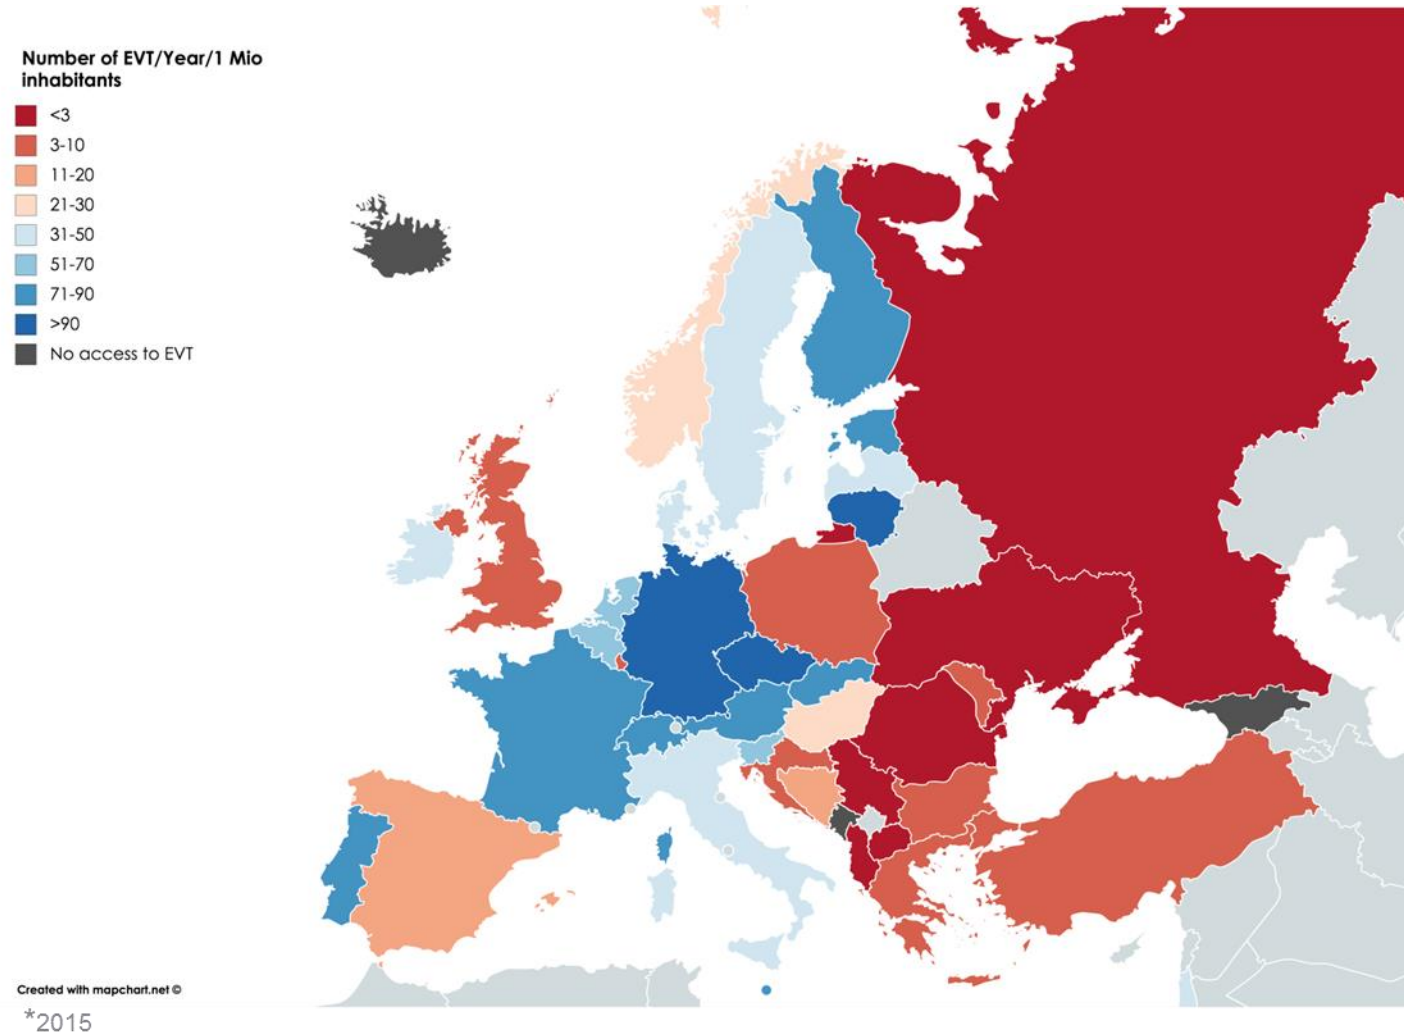 Number of EVT/Year/1 Mio
inhabitants
<3
3-10
11-20
21-30
31-50
51-70
71-90
>90
No access to EVT
Created with mapchart.net ©
*2015